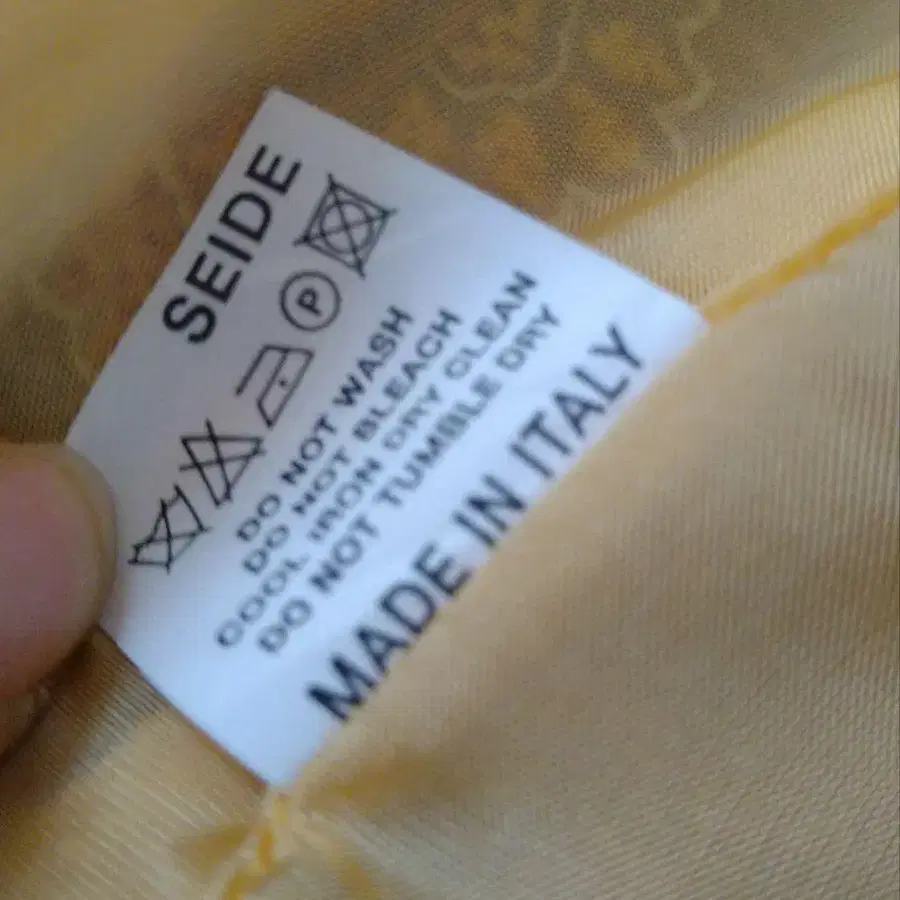 SEIDE
P
DO NOT WASH
DO NOT BLEACH
COOL IRON DRY CLEAN
DO NOT TUMBLE DRY
MADE IN ITALY